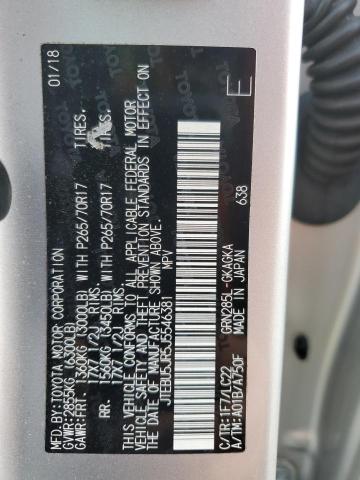 MFD. BY: TOYOTA MOTOR CORPORATION 01/18
GVWR: 2855KG (6300LB)
GAWR: FRT. 1360KG (3000LB) WITH P265/70R17 TIRES,
17X7 1/2J RIMS.
RR. 1560KG (3450LB) WITH P265/70R17 TIRES,
17X7 1/2J RIMS.
THIS VEHICLE CONFORMS TO ALL APPLICABLE FEDERAL MOTOR
VEHICLE SAFETY AND THEFT PREVENTION STANDARDS IN EFFECT ON
THE DATE OF MANUFACTURE SHOWN ABOVE.
MPV
C/TR: 1F7/LC22 GRN285L-GKAGKA
A/TM: A01B/A750F MADE IN JAPAN 638
E